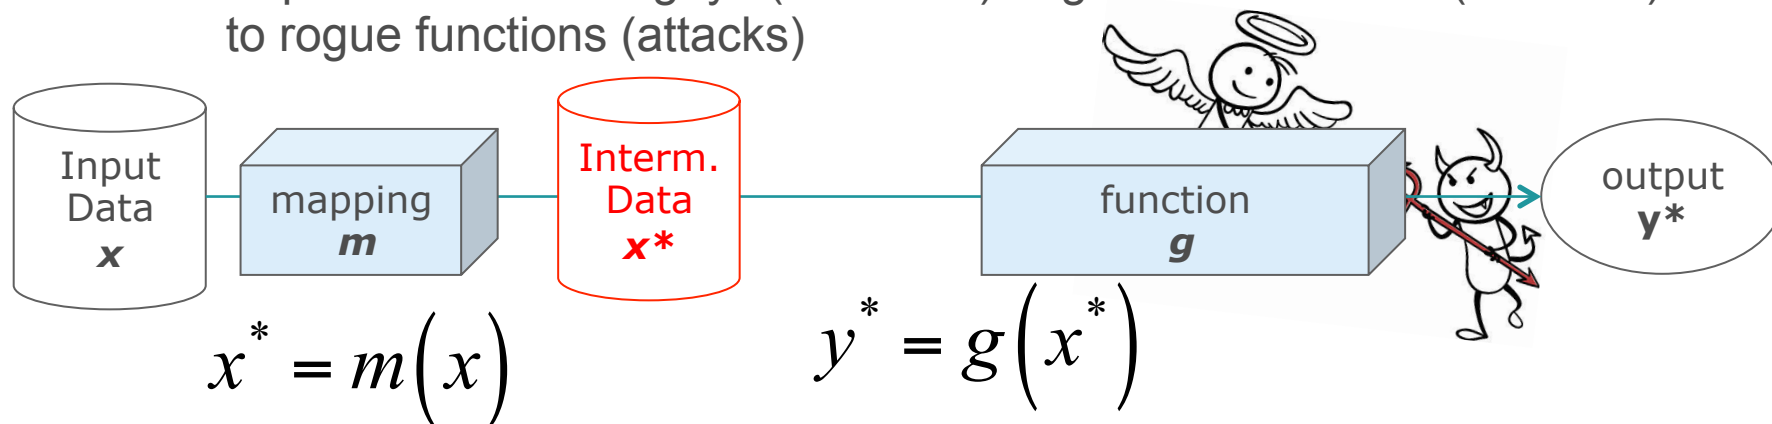 to rogue functions (attacks)
Input
Data
x
mapping
m
Interm.
Data
x*
function
g
output
y*
x* = m(x)
y* = g(x*)